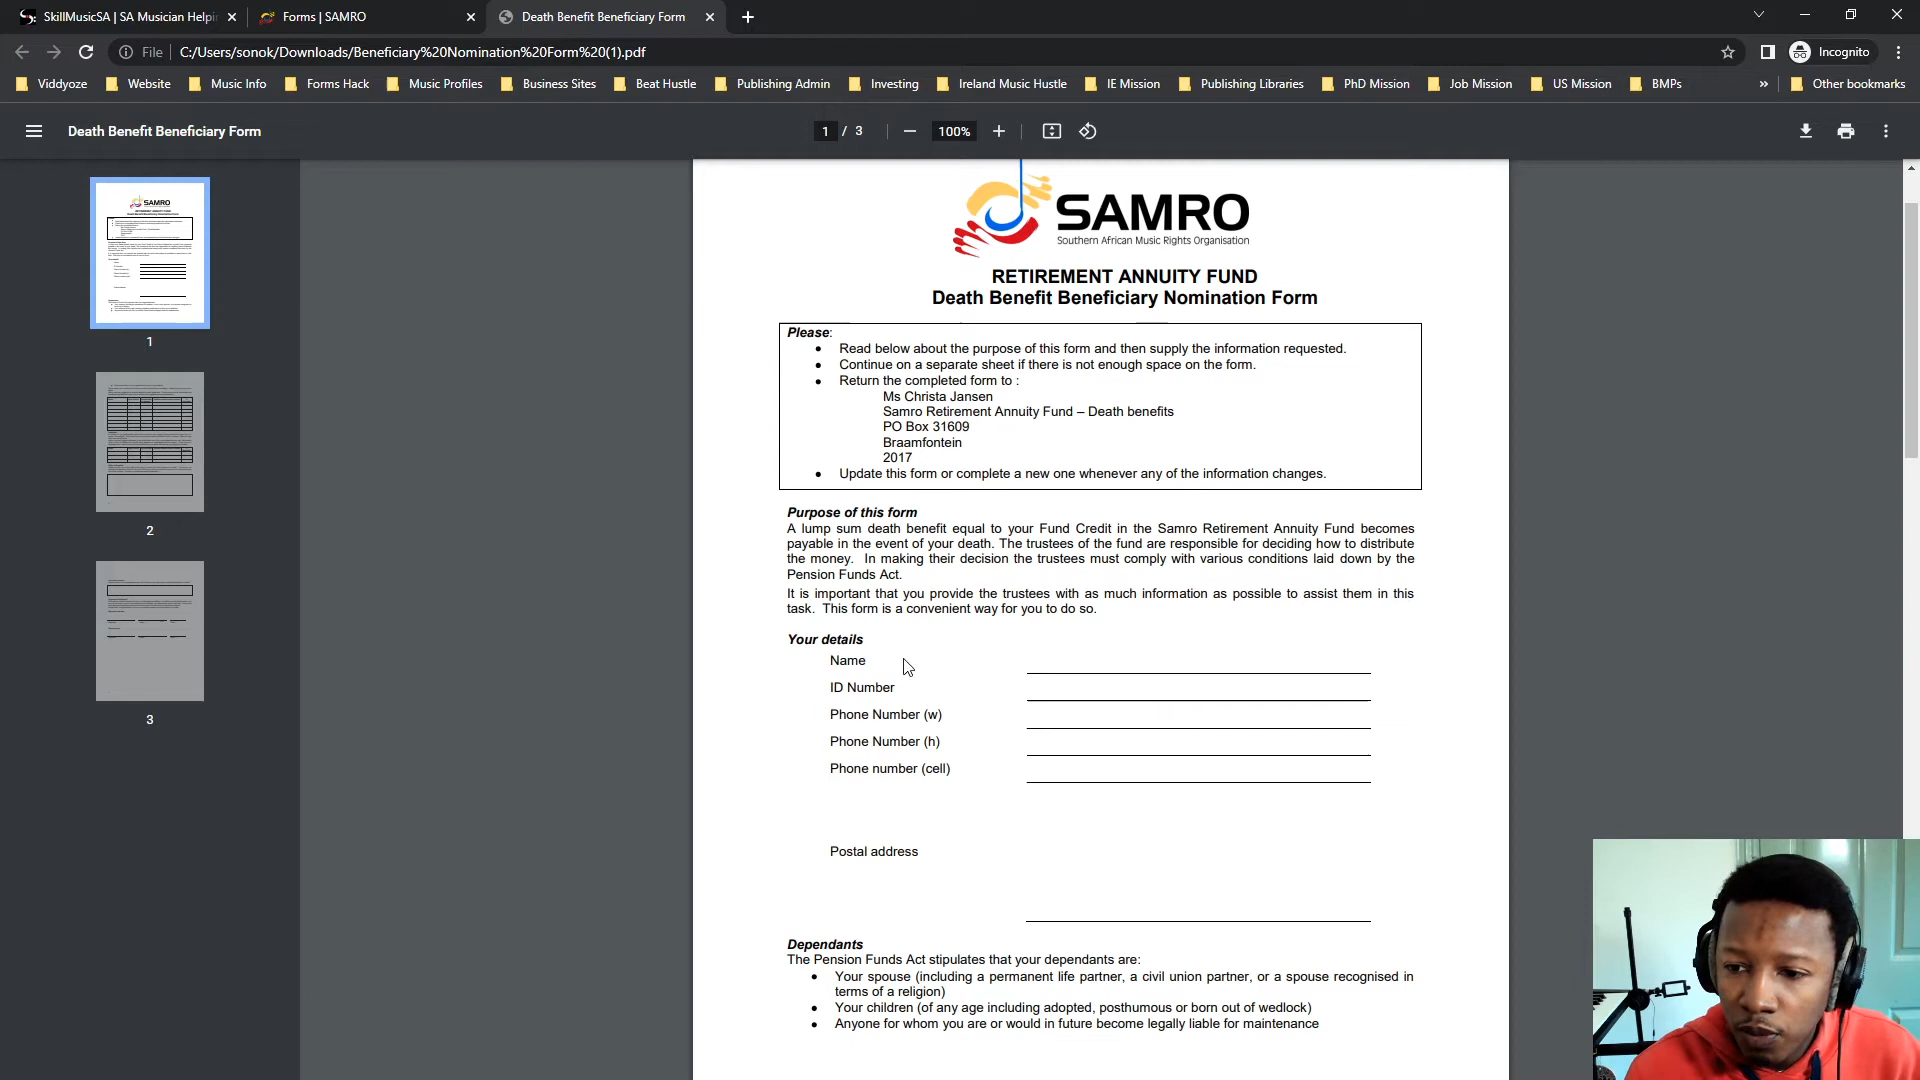 SkillMusicSA | SA Musician Helpin
Forms | SAMRO
Death Benefit Beneficiary Form
File
C:/Users/sonok/Downloads/Beneficiary%20Nomination%20Form%20(1).pdf
Incognito
Viddyoze
Website
Music Info
Forms Hack
Music Profiles
Business Sites
Beat Hustle
Publishing Admin
Investing
Ireland Music Hustle
IE Mission
Publishing Libraries
PhD Mission
Job Mission
US Mission
BMPs
»
Other bookmarks
Death Benefit Beneficiary Form
1 / 3
100%
1
2
3
SAMRO
Southern African Music Rights Organisation
RETIREMENT ANNUITY FUND
Death Benefit Beneficiary Nomination Form
Please:
• Read below about the purpose of this form and then supply the information requested.
• Continue on a separate sheet if there is not enough space on the form.
• Return the completed form to :
Ms Christa Jansen
Samro Retirement Annuity Fund – Death benefits
PO Box 31609
Braamfontein
2017
• Update this form or complete a new one whenever any of the information changes.
Purpose of this form
A lump sum death benefit equal to your Fund Credit in the Samro Retirement Annuity Fund becomes
payable in the event of your death. The trustees of the fund are responsible for deciding how to distribute
the money. In making their decision the trustees must comply with various conditions laid down by the
Pension Funds Act.
It is important that you provide the trustees with as much information as possible to assist them in this
task. This form is a convenient way for you to do so.
Your details
Name
ID Number
Phone Number (w)
Phone Number (h)
Phone number (cell)
Postal address
Dependants
The Pension Funds Act stipulates that your dependants are:
• Your spouse (including a permanent life partner, a civil union partner, or a spouse recognised in
terms of a religion)
• Your children (of any age including adopted, posthumous or born out of wedlock)
• Anyone for whom you are or would in future become legally liable for maintenance